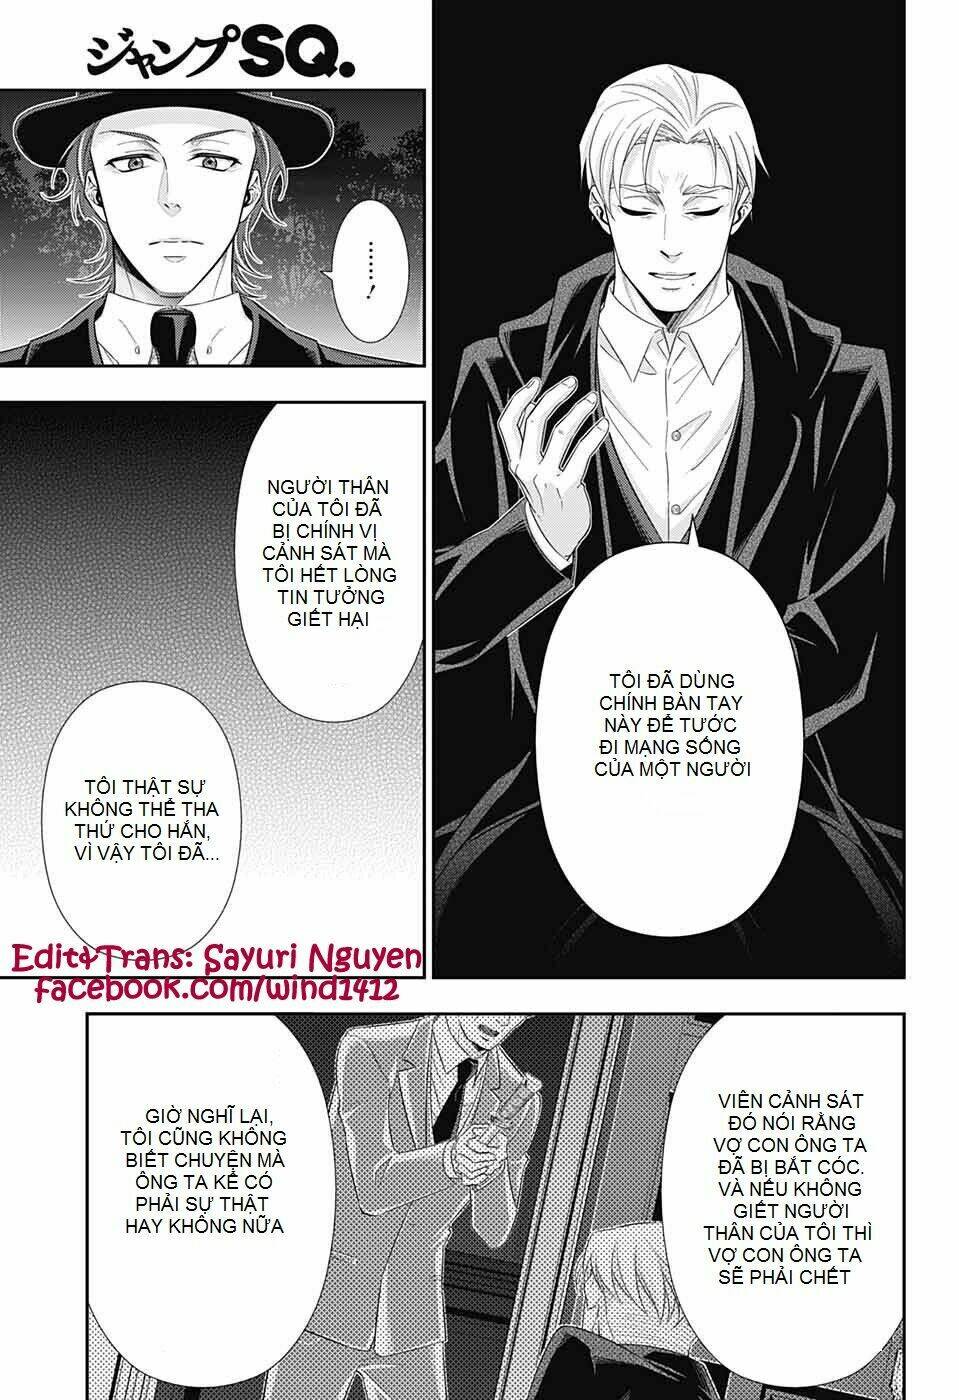 ジャンプSQ.
TÔI ĐÃ DÙNG
CHÍNH BÀN TAY
NÀY ĐỂ TƯỚC
ĐI MẠNG SỐNG
CỦA MỘT NGƯỜI
……!
NGƯỜI THÂN
CỦA TÔI ĐÃ
BỊ CHÍNH VỊ
CẢNH SÁT MÀ
TÔI HẾT LÒNG
TIN TƯỞNG
GIẾT HẠI
TÔI THẬT SỰ
KHÔNG THỂ THA
THỨ CHO HẮN,
VÌ VẬY TÔI ĐÃ...
Edit&Trans: Sayuri Nguyen
facebook.com/wind1412
VIÊN CẢNH SÁT
ĐÓ NÓI RẰNG
VỢ CON ÔNG TA
ĐÃ BỊ BẮT CÓC.
VÀ NẾU KHÔNG
GIẾT NGƯỜI
THÂN CỦA TÔI THÌ
VỢ CON ÔNG TA
SẼ PHẢI CHẾT
GIỜ NGHĨ LẠI,
TÔI CŨNG KHÔNG
BIẾT CHUYỆN MÀ
ÔNG TA KỂ CÓ
PHẢI SỰ THẬT
HAY KHÔNG NỮA